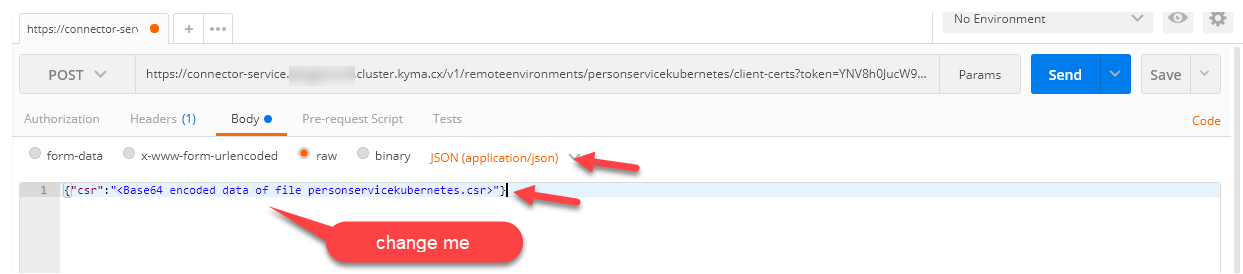 https://connector-serv
+
•••
No Environment
POST
https://connector-service.
.cluster.kyma.cx/v1/remoteenvironments/personservicekubernetes/client-certs?token=YNV8h0JucW9...
Params
Send
Save
Authorization
Headers (1)
Body
Pre-request Script
Tests
Code
form-data
x-www-form-urlencoded
raw
binary
JSON (application/json)
1
{"csr":"<Base64 encoded data of file personservicekubernetes.csr>"}
change me